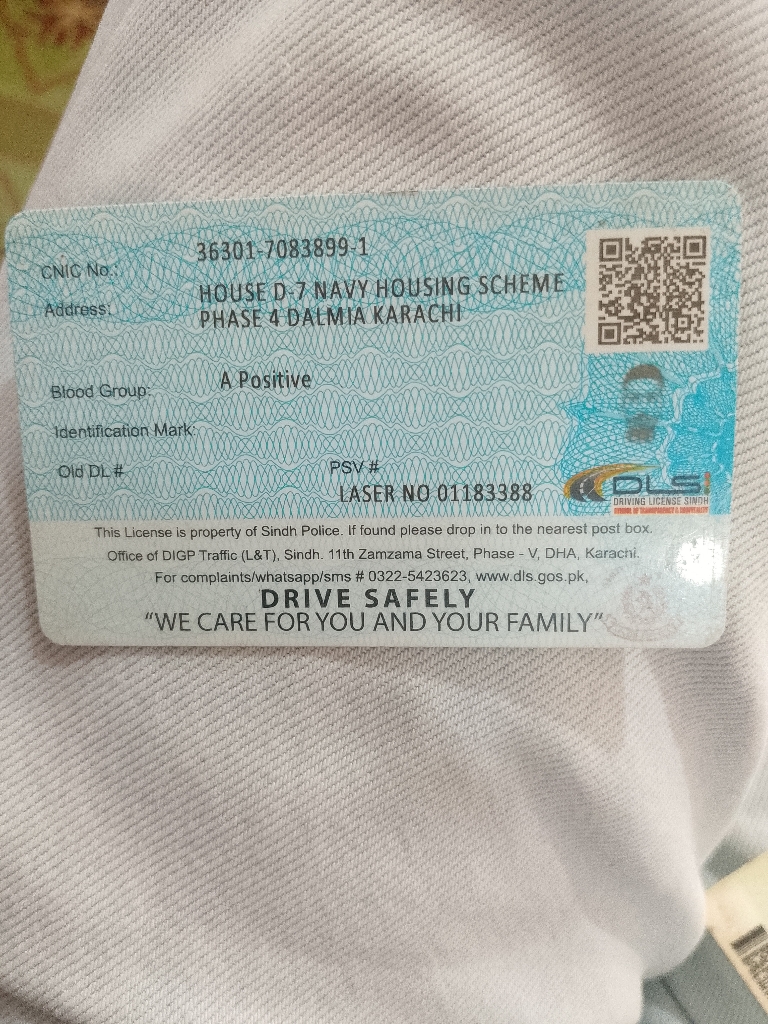 CNIC No.: 36301-7083899-1
Address: HOUSE D-7 NAVY HOUSING SCHEME
PHASE 4 DALMIA KARACHI
Blood Group: A Positive
Identification Mark:
Old DL # PSV #
LASER NO 01183388
DLS
DRIVING LICENSE SINDH
This License is property of Sindh Police. If found please drop in to the nearest post box.
Office of DIGP Traffic (L&T), Sindh. 11th Zamzama Street, Phase - V, DHA, Karachi.
For complaints/whatsapp/sms # 0322-5423623, www.dls.gos.pk,
DRIVE SAFELY
“WE CARE FOR YOU AND YOUR FAMILY”